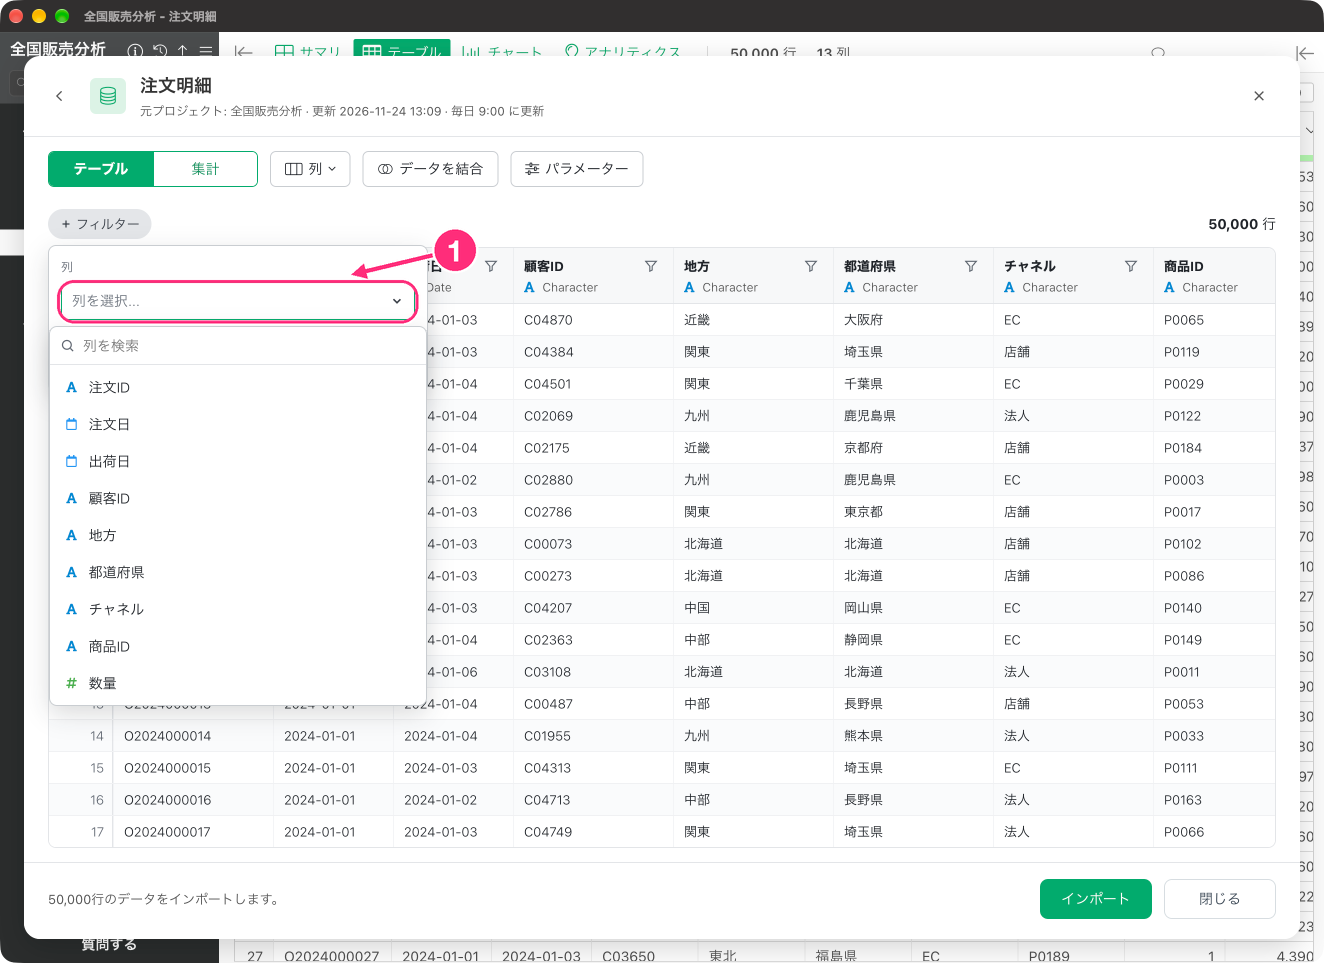 全国販売分析 - 注文明細
全国販売分析
サマリ テーブル チャート アナリティクス 50,000 行 13 列
注文明細
元プロジェクト: 全国販売分析 · 更新 2026-11-24 13:09 · 毎日 9:00 に更新
テーブル 集計 列 データを結合 パラメーター
+ フィルター
50,000 行
1
列
列を選択...
列を検索
注文ID
注文日
出荷日
顧客ID
地方
都道府県
チャネル
商品ID
数量
日 顧客ID 地方 都道府県 チャネル 商品ID
Date A Character A Character A Character A Character A Character
4-01-03 C04870 近畿 大阪府 EC P0065
4-01-03 C04384 関東 埼玉県 店舗 P0119
4-01-04 C04501 関東 千葉県 EC P0029
4-01-04 C02069 九州 鹿児島県 法人 P0122
4-01-04 C02175 近畿 京都府 店舗 P0184
4-01-02 C02880 九州 鹿児島県 EC P0003
4-01-03 C02786 関東 東京都 店舗 P0017
4-01-03 C00073 北海道 北海道 店舗 P0102
4-01-03 C00273 北海道 北海道 店舗 P0086
4-01-03 C04207 中国 岡山県 EC P0140
4-01-04 C02363 中部 静岡県 EC P0149
4-01-06 C03108 北海道 北海道 法人 P0011
13 O2024000013 2024-01-01 2024-01-04 C00487 中部 長野県 店舗 P0053
14 O2024000014 2024-01-01 2024-01-04 C01955 九州 熊本県 法人 P0033
15 O2024000015 2024-01-01 2024-01-03 C04313 関東 埼玉県 EC P0111
16 O2024000016 2024-01-01 2024-01-02 C04713 中部 長野県 法人 P0163
17 O2024000017 2024-01-01 2024-01-03 C04749 関東 埼玉県 法人 P0066
50,000行のデータをインポートします。
インポート 閉じる
質問する
27 O2024000027 2024-01-01 2024-01-03 C03650 東北 福島県 EC P0189 1 4,390